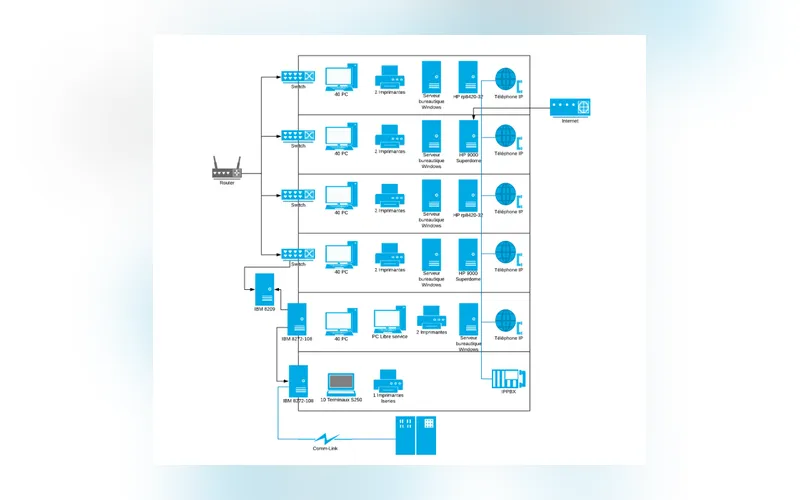 Switch
40 PC
2 Imprimantes
Serveur
bureautique
Windows
HP rp8420-32
Téléphone IP
Internet
Switch
40 PC
2 Imprimantes
Serveur
bureautique
Windows
HP 9000
Superdome
Téléphone IP
Router
Switch
40 PC
2 Imprimantes
Serveur
bureautique
Windows
HP rp8420-32
Téléphone IP
Switch
40 PC
2 Imprimantes
Serveur
bureautique
Windows
HP 9000
Superdome
Téléphone IP
IBM 8209
IBM 8272-108
40 PC
PC Libre service
2 Imprimantes
Serveur
bureautique
Windows
Téléphone IP
IBM 8272-108
10 Terminaux 5250
1 Imprimantes
Iseries
IPPBX
Comm-Link